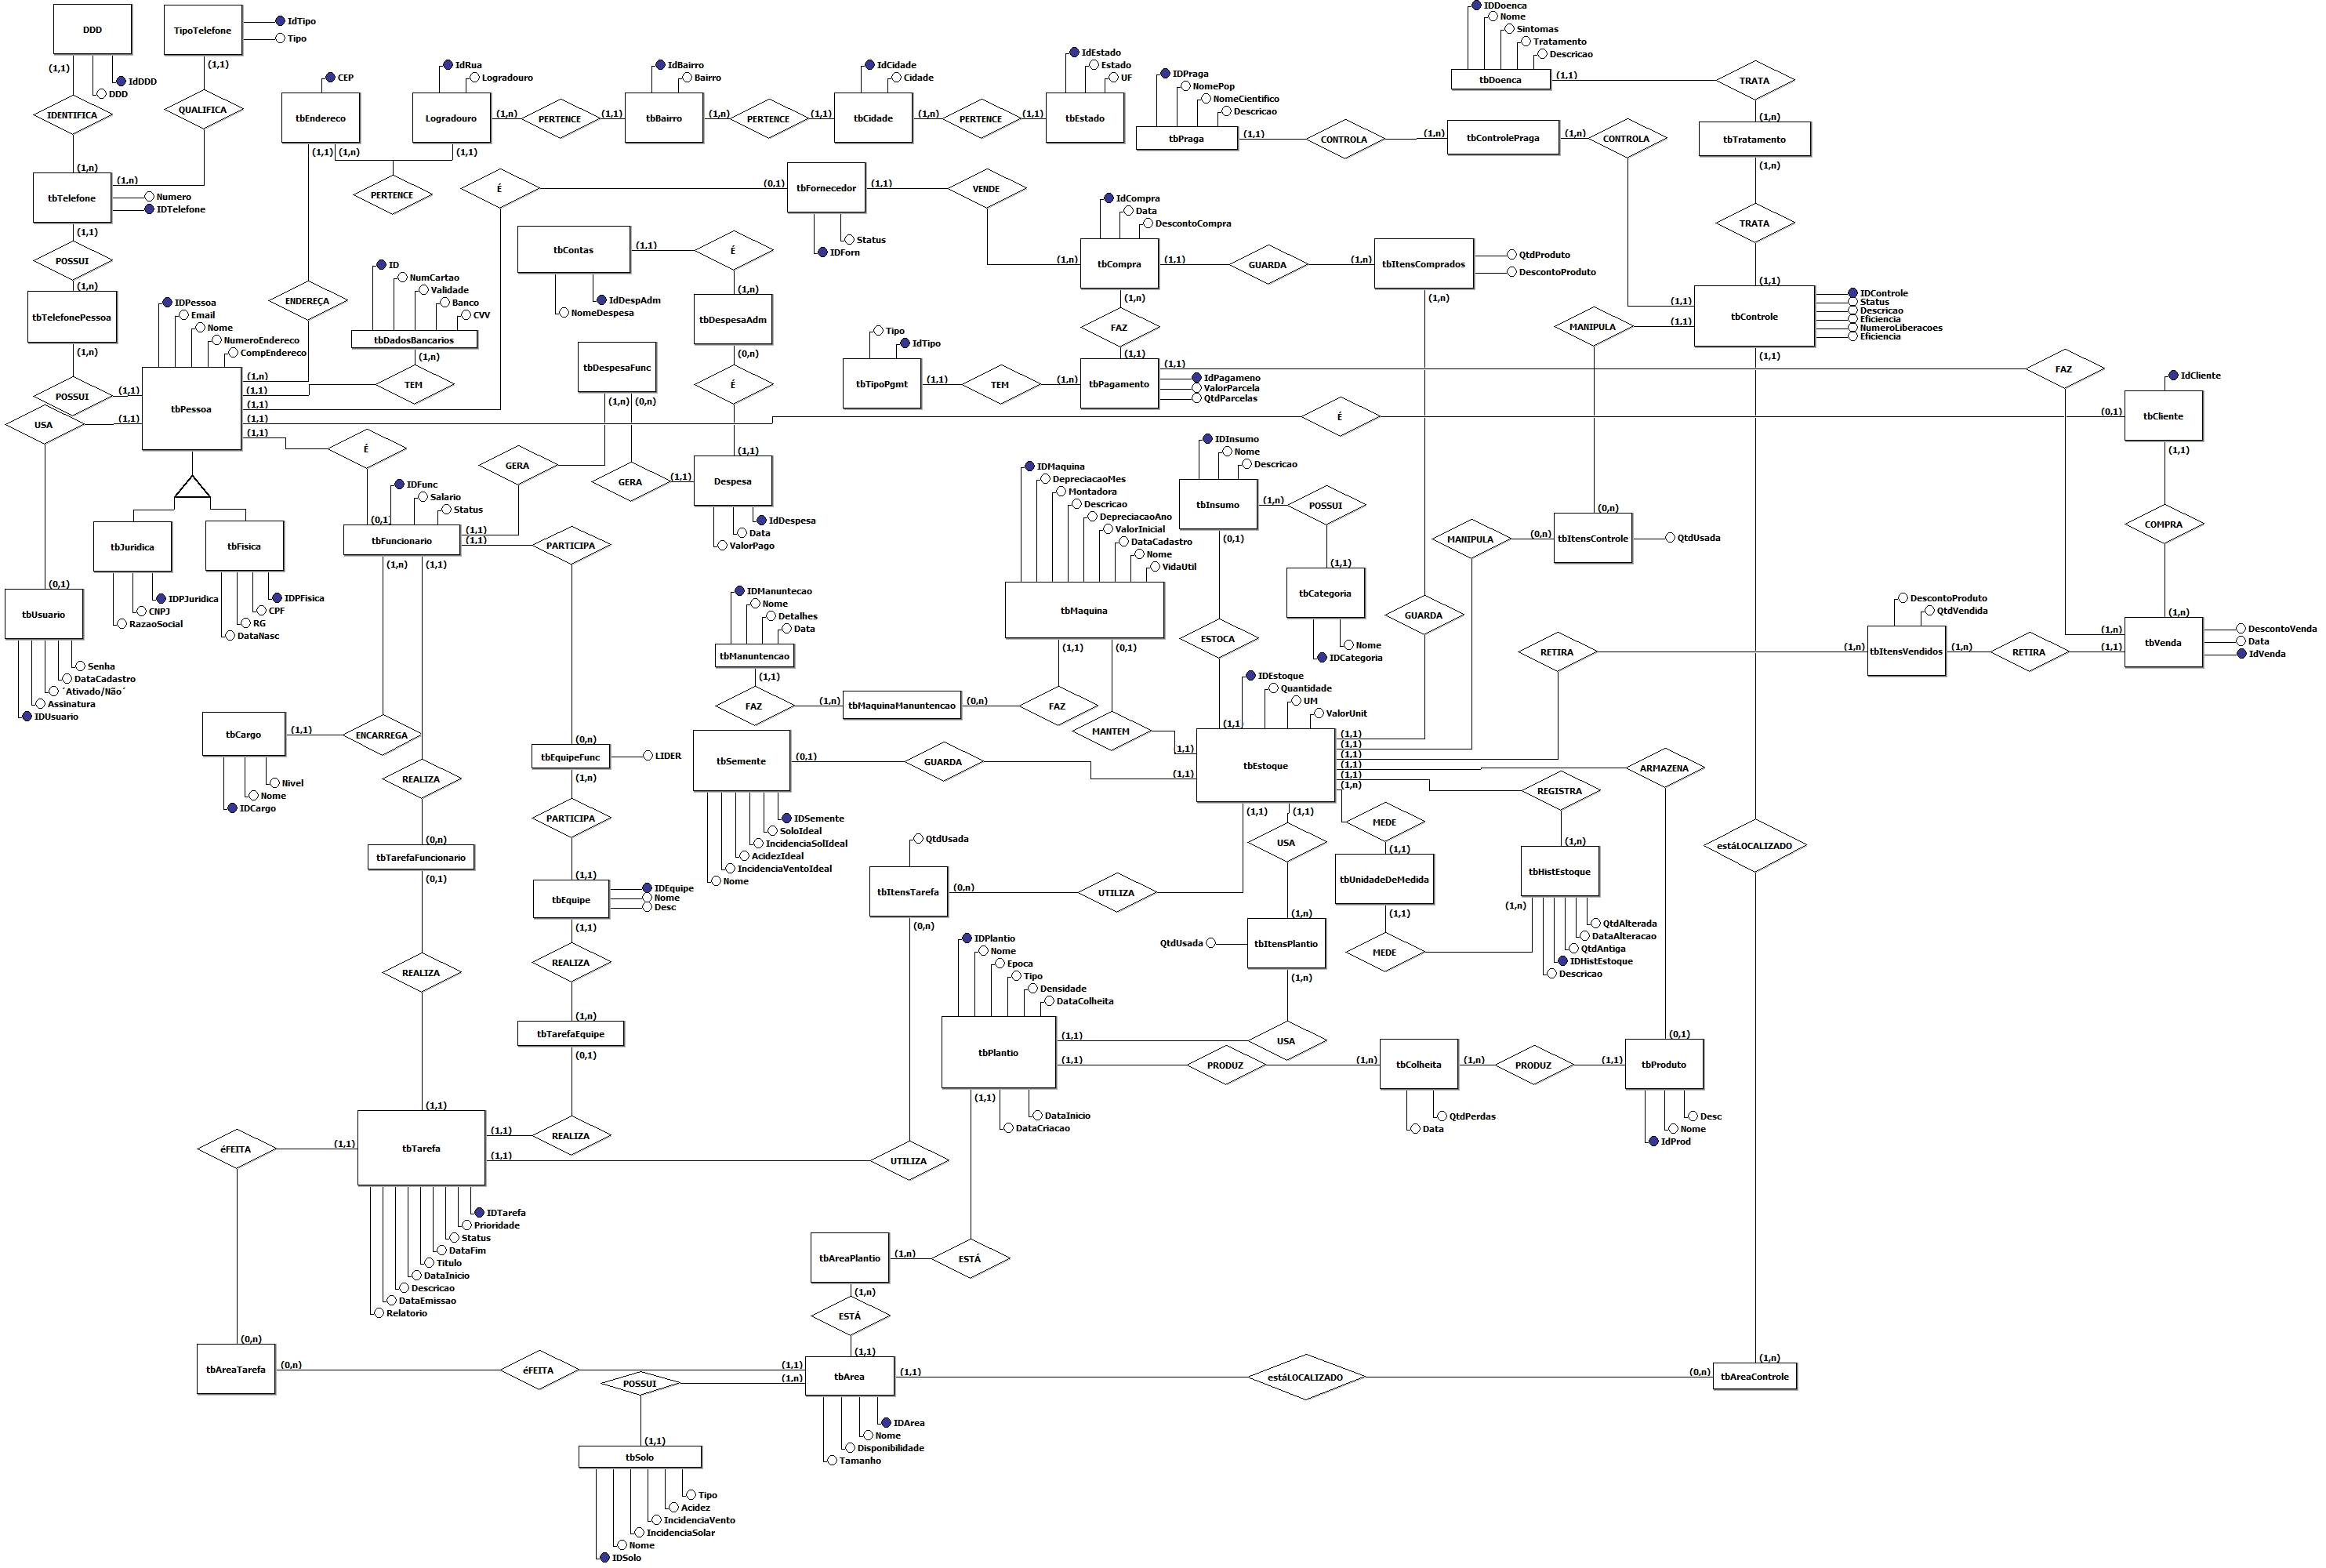 DDD
IdDDD
DDD
(1,1)
IDENTIFICA
(1,n)
TipoTelefone
IdTipo
Tipo
(1,1)
QUALIFICA
(1,n)
tbTelefone
Numero
IDTelefone
(1,1)
POSSUI
(1,n)
tbTelefonePessoa
(1,n)
POSSUI
(1,1)
tbEndereco
CEP
(1,1)
(1,n)
PERTENCE
(1,1)
Logradouro
IdRua
Logradouro
(1,n)
PERTENCE
(1,1)
tbBairro
IdBairro
Bairro
(1,n)
PERTENCE
(1,1)
tbCidade
IdCidade
Cidade
(1,n)
PERTENCE
(1,1)
tbEstado
IdEstado
Estado
UF
tbPraga
IDPraga
NomePop
NomeCientifico
Descricao
(1,1)
CONTROLA
(1,n)
tbControlePraga
(1,n)
CONTROLA
(1,1)
tbDoenca
IDDoenca
Nome
Sintomas
Tratamento
Descricao
(1,1)
TRATA
(1,n)
tbTratamento
(1,n)
TRATA
(1,1)
tbControle
IDControle
Status
Descricao
Eficiencia
NumeroLiberacoes
Eficiencia
(1,1)
MANIPULA
(1,1)
É
(0,1)
tbFornecedor
Status
IDForn
(1,1)
VENDE
(1,n)
tbCompra
IdCompra
Data
DescontoCompra
(1,1)
GUARDA
(1,n)
tbItensComprados
QtdProduto
DescontoProduto
(1,n)
(1,n)
FAZ
(1,1)
tbPagamento
IdPagameno
ValorParcela
QtdParcelas
(1,1)
FAZ
(1,n)
tbTipoPgmt
Tipo
IdTipo
(1,1)
TEM
(1,n)
tbContas
IdDespAdm
NomeDespesa
(1,1)
É
(1,n)
tbDespesaAdm
(0,n)
É
(1,1)
Despesa
IdDespesa
Data
ValorPago
(1,1)
GERA
(0,n)
tbDespesaFunc
(1,n)
GERA
(1,1)
ENDEREÇA
(1,n)
tbDadosBancarios
ID
NumCartao
Validade
Banco
CVV
(1,n)
TEM
(1,1)
tbPessoa
IDPessoa
Email
Nome
NumeroEndereco
CompEndereco
(1,1)
(1,1)
É
(0,1)
tbCliente
IdCliente
(1,1)
COMPRA
(1,n)
tbVenda
DescontoVenda
Data
IdVenda
(1,1)
RETIRA
(1,n)
tbItensVendidos
DescontoProduto
QtdVendida
(1,n)
RETIRA
(1,1)
(1,1)
É
(0,1)
USA
(1,1)
(0,1)
tbUsuario
Senha
DataCadastro
´Ativado/Não´
Assinatura
IDUsuario
tbJuridica
IDPJuridica
CNPJ
RazaoSocial
tbFisica
IDPFisica
CPF
RG
DataNasc
tbFuncionario
IDFunc
Salario
Status
(1,1)
PARTICIPA
(0,n)
(1,n)
ENCARREGA
(1,1)
tbCargo
Nivel
Nome
IDCargo
(1,1)
REALIZA
(0,n)
tbTarefaFuncionario
(0,1)
REALIZA
(1,1)
tbEquipeFunc
LIDER
(1,n)
PARTICIPA
(1,1)
tbEquipe
IDEquipe
Nome
Desc
(1,1)
REALIZA
(1,n)
tbTarefaEquipe
(0,1)
REALIZA
(1,1)
tbManuntencao
IDManuntecao
Nome
Detalhes
Data
(1,1)
FAZ
(1,n)
tbMaquinaManuntencao
(0,n)
FAZ
(1,1)
tbMaquina
IDMaquina
DepreciacaoMes
Montadora
Descricao
DepreciacaoAno
ValorInicial
DataCadastro
Nome
VidaUtil
(0,1)
MANTEM
(1,1)
tbInsumo
IDInsumo
Nome
Descricao
(1,n)
POSSUI
(1,1)
tbCategoria
Nome
IDCategoria
(0,1)
ESTOCA
(1,1)
GUARDA
(1,1)
MANIPULA
(0,n)
(0,n)
tbItensControle
QtdUsada
tbSemente
IDSemente
SoloIdeal
IncidenciaSolIdeal
AcidezIdeal
IncidenciaVentoIdeal
Nome
(0,1)
GUARDA
(1,1)
tbEstoque
IDEstoque
Quantidade
UM
ValorUnit
(1,1)
(1,1)
ARMAZENA
(0,1)
(1,1)
REGISTRA
(1,n)
(1,n)
MEDE
(1,1)
tbUnidadeDeMedida
(1,1)
MEDE
(1,n)
tbHistEstoque
QtdAlterada
DataAlteracao
QtdAntiga
IDHistEstoque
Descricao
(1,1)
USA
(1,n)
tbItensPlantio
QtdUsada
(1,n)
USA
(1,1)
tbItensTarefa
QtdUsada
(0,n)
UTILIZA
(1,1)
(0,n)
UTILIZA
(1,1)
tbPlantio
IDPlantio
Nome
Epoca
Tipo
Densidade
DataColheita
DataInicio
DataCriacao
(1,1)
PRODUZ
(1,n)
tbColheita
QtdPerdas
Data
(1,n)
PRODUZ
(1,1)
tbProduto
Desc
Nome
IdProd
(1,1)
ESTÁ
(1,n)
tbAreaPlantio
(1,n)
ESTÁ
(1,1)
tbTarefa
IDTarefa
Prioridade
Status
DataFim
Titulo
DataInicio
Descricao
DataEmissao
Relatorio
(1,1)
éFEITA
(0,n)
tbAreaTarefa
(0,n)
éFEITA
(1,1)
tbArea
IDArea
Nome
Disponibilidade
Tamanho
(1,n)
POSSUI
(1,1)
tbSolo
Tipo
Acidez
IncidenciaVento
IncidenciaSolar
Nome
IDSolo
(1,1)
estáLOCALIZADO
(0,n)
tbAreaControle
(1,n)
estáLOCALIZADO
(1,1)